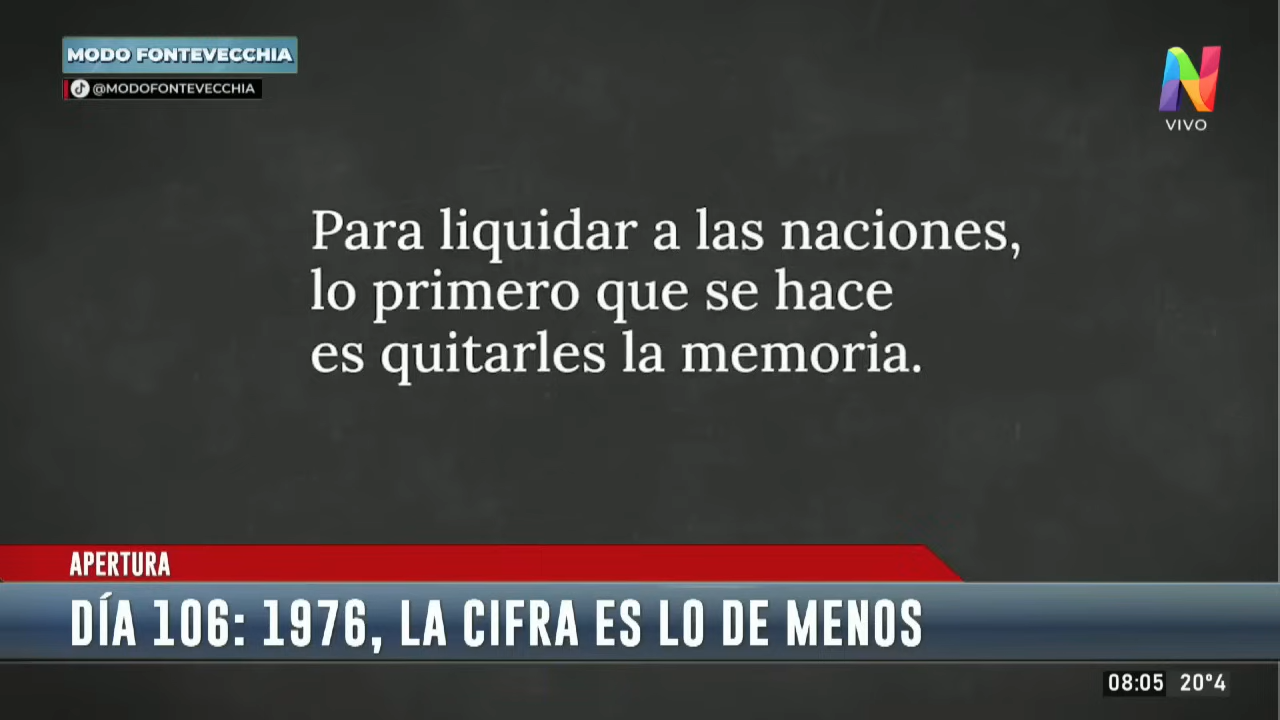 MODO FONTEVECCHIA
@MODOFONTEVECCHIA
N
VIVO
Para liquidar a las naciones,
lo primero que se hace
es quitarles la memoria.
APERTURA
DÍA 106: 1976, LA CIFRA ES LO DE MENOS
08:05 20°4